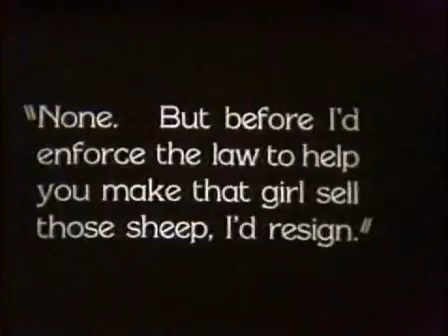 "None. But before I'd
enforce the law to help
you make that girl sell
those sheep, I'd resign."